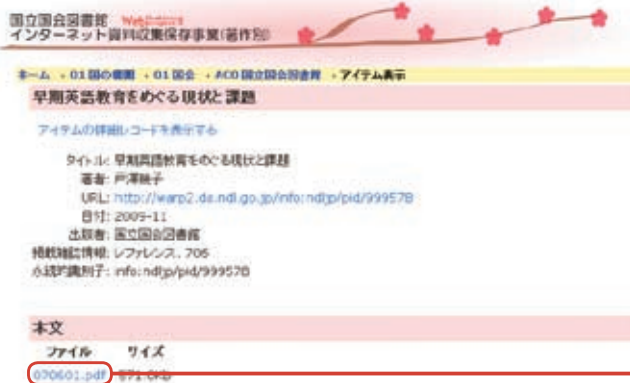 国立国会図書館
インターネット資料収集保存事業(著作別)
ホーム › 01 国の機関 › 01 国会 › AC0 国立国会図書館 › アイテム表示
早期英語教育をめぐる現状と課題
アイテムの詳細レコードを表示する
タイトル: 早期英語教育をめぐる現状と課題
著者:
URL: http://warp2.da.ndl.go.jp/info:ndljp/pid/999578
日付: 2009-11
出版者: 国立国会図書館
掲載雑誌情報: レファレンス. 706
永続的識別子: info:ndljp/pid/999578
本文
ファイル サイズ
070601.pdf 571.0KB